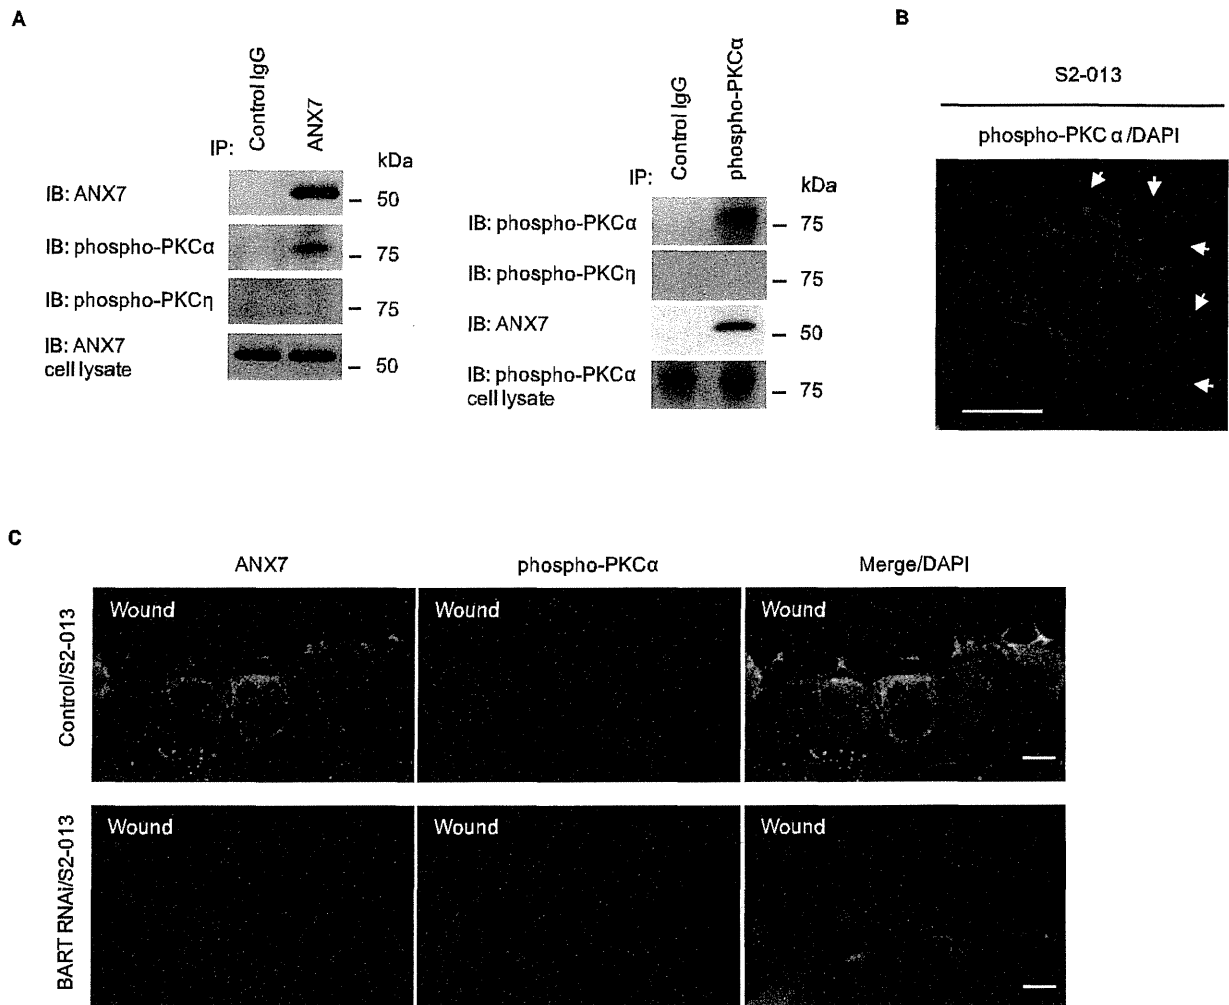 A
IP:
Control IgG
ANX7
kDa
IB: ANX7
50
IB: phospho-PKCα
75
IB: phospho-PKCη
75
IB: ANX7
cell lysate
50
IP:
Control IgG
phospho-PKCα
kDa
IB: phospho-PKCα
75
IB: phospho-PKCη
75
IB: ANX7
50
IB: phospho-PKCα
cell lysate
75
B
S2-013
phospho-PKCα/DAPI
C
ANX7
phospho-PKCα
Merge/DAPI
Control/S2-013
Wound
Wound
Wound
BART RNAi/S2-013
Wound
Wound
Wound